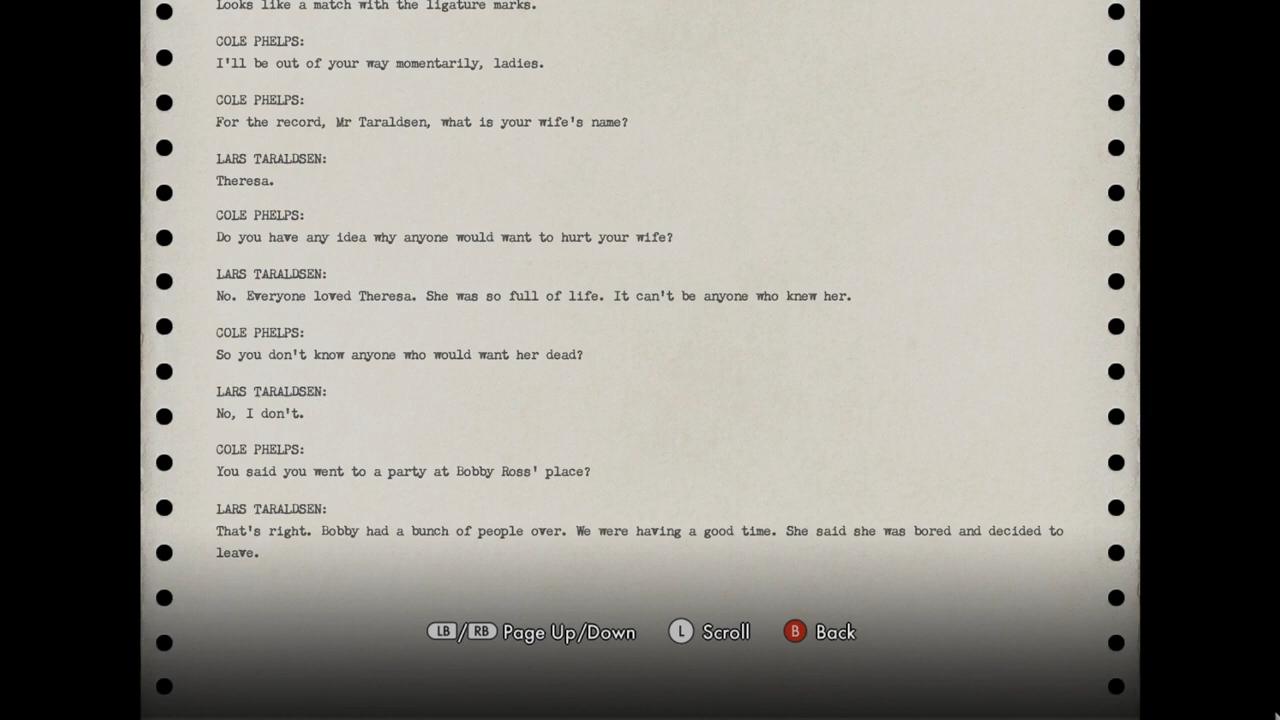 Looks like a match with the ligature marks.
COLE PHELPS:
I'll be out of your way momentarily, ladies.
COLE PHELPS:
For the record, Mr Taraldsen, what is your wife's name?
LARS TARALDSEN:
Theresa.
COLE PHELPS:
Do you have any idea why anyone would want to hurt your wife?
LARS TARALDSEN:
No. Everyone loved Theresa. She was so full of life. It can't be anyone who knew her.
COLE PHELPS:
So you don't know anyone who would want her dead?
LARS TARALDSEN:
No, I don't.
COLE PHELPS:
You said you went to a party at Bobby Ross' place?
LARS TARALDSEN:
That's right. Bobby had a bunch of people over. We were having a good time. She said she was bored and decided to
leave.
LB/RB Page Up/Down L Scroll B Back